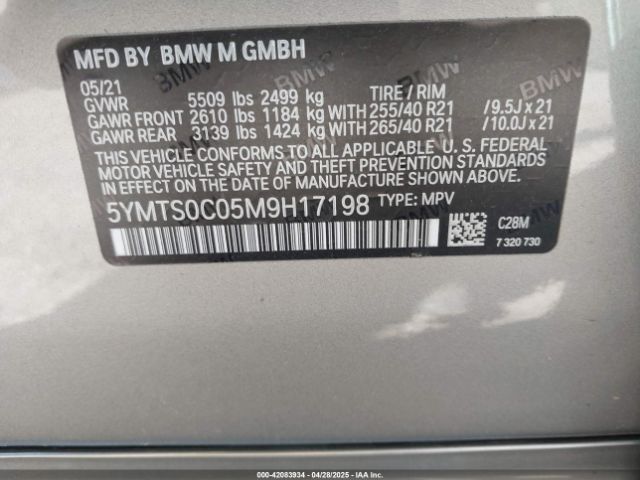 MFD BY BMW M GMBH
05/21 TIRE / RIM
GVWR 5509 lbs 2499 kg
GAWR FRONT 2610 lbs 1184 kg WITH 255/40 R21 / 9.5J x 21
GAWR REAR 3139 lbs 1424 kg WITH 265/40 R21 / 10.0J x 21
THIS VEHICLE CONFORMS TO ALL APPLICABLE U. S. FEDERAL
MOTOR VEHICLE SAFETY AND THEFT PREVENTION STANDARDS
IN EFFECT ON THE DATE OF MANUFACTURE SHOWN ABOVE.
5YMTS0C05M9H17198 TYPE: MPV
C28M
7 320 730
000-42083934 04/28/2025 IAAI.COM